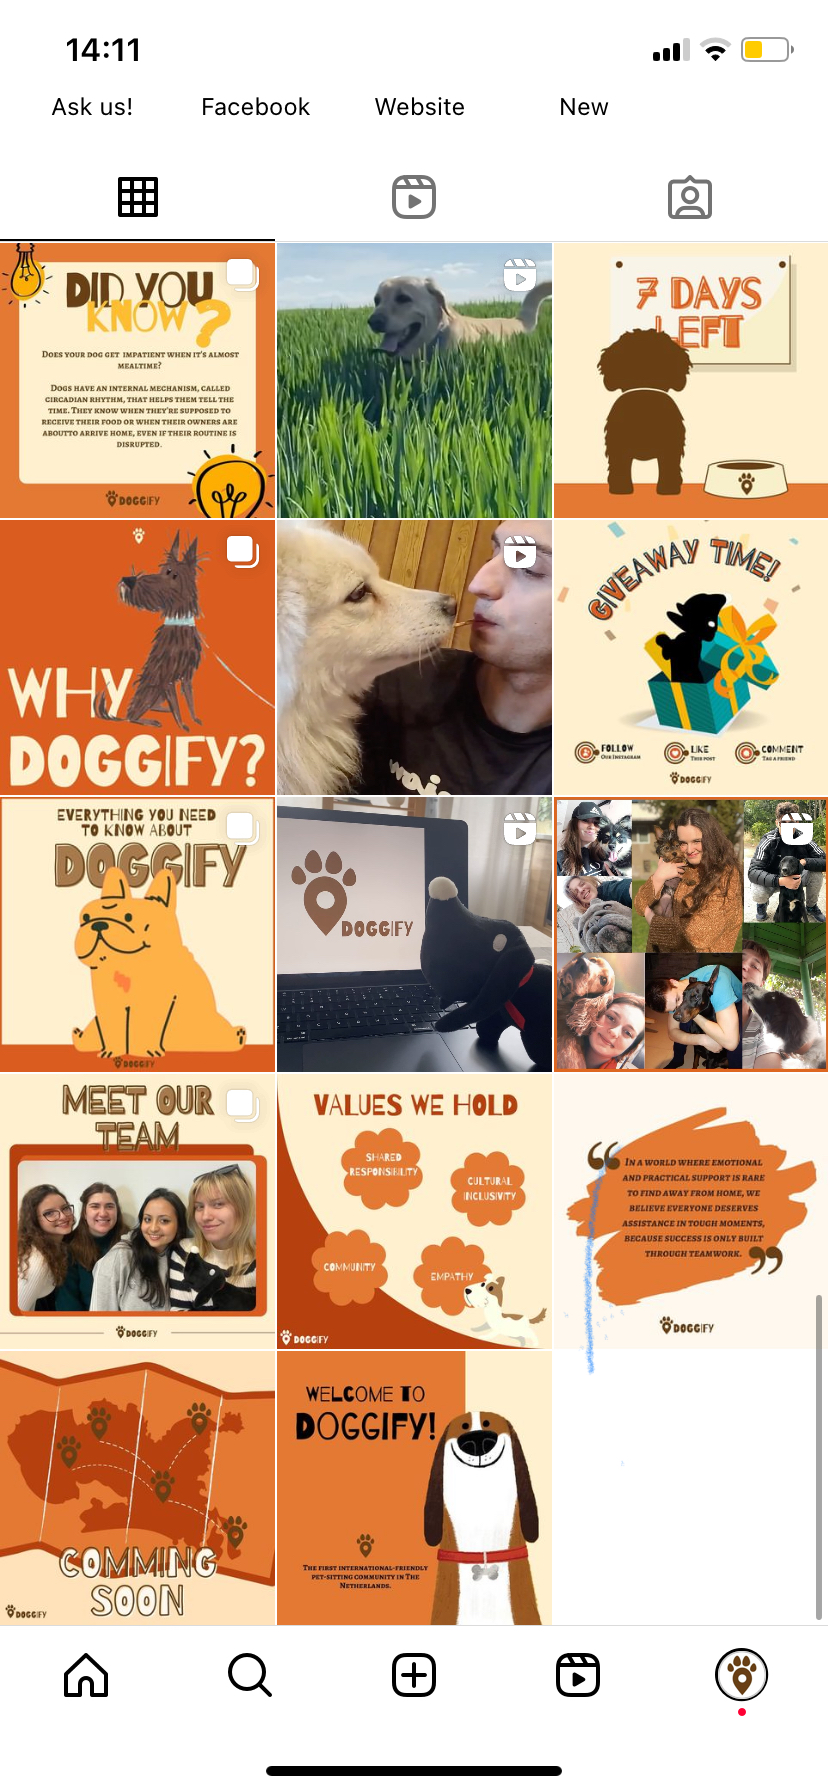 14:11
Ask us!
Facebook
Website
New
DID YOU
KNOW?
DOES YOUR DOG GET IMPATIENT WHEN IT'S ALMOST
MEALTIME?
DOGS HAVE AN INTERNAL MECHANISM, CALLED
CIRCADIAN RHYTHM, THAT HELPS THEM TELL THE
TIME. THEY KNOW WHEN THEY'RE SUPPOSED TO
RECEIVE THEIR FOOD OR WHEN THEIR OWNERS ARE
ABOUTTO ARRIVE HOME, EVEN IF THEIR ROUTINE IS
DISRUPTED.
DOGGIFY
7 DAYS
LEFT
WHY
DOGGIFY?
GIVEAWAY TIME!
FOLLOW
OUR INSTAGRAM
LIKE
THIS POST
COMMENT
TAG A FRIEND
DOGGIFY
EVERYTHING YOU NEED
TO KNOW ABOUT
DOGGIFY
DOGGIFY
DOGGIFY
MEET OUR
TEAM
DOGGIFY
VALUES WE HOLD
SHARED
RESPONSIBILITY
CULTURAL
INCLUSIVITY
COMMUNITY
EMPATHY
DOGGIFY
“
IN A WORLD WHERE EMOTIONAL
AND PRACTICAL SUPPORT IS RARE
TO FIND AWAY FROM HOME, WE
BELIEVE EVERYONE DESERVES
ASSISTANCE IN TOUGH MOMENTS,
BECAUSE SUCCESS IS ONLY BUILT
THROUGH TEAMWORK.
”
DOGGIFY
COMMING
SOON
DOGGIFY
WELCOME TO
DOGGIFY!
THE FIRST INTERNATIONAL-FRIENDLY
PET-SITTING COMMUNITY IN THE
NETHERLANDS.